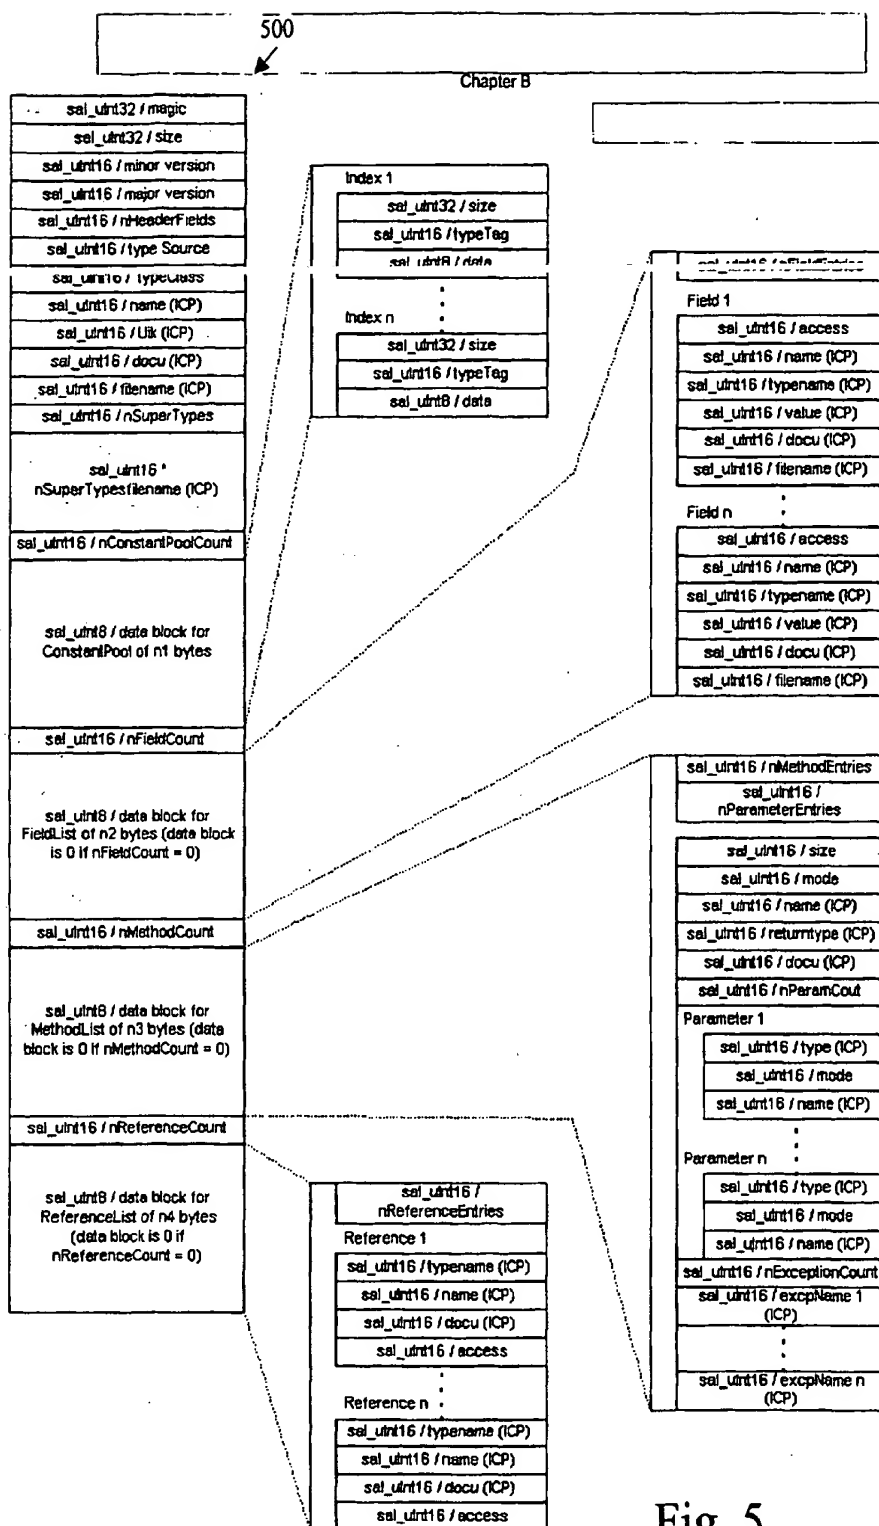 500
Chapter B
sal_uInt32 / magic
sal_uInt32 / size
sal_uInt16 / minor version
sal_uInt16 / major version
sal_uInt16 / nHeaderFields
sal_uInt16 / type Source
sal_uInt16 / typeClass
sal_uInt16 / name (ICP)
sal_uInt16 / Uik (ICP)
sal_uInt16 / docu (ICP)
sal_uInt16 / filename (ICP)
sal_uInt16 / nSuperTypes
sal_uInt16 *
nSuperTypesfilename (ICP)
sal_uInt16 / nConstantPoolCount
sal_uInt8 / data block for
ConstantPool of n1 bytes
sal_uInt16 / nFieldCount
sal_uInt8 / data block for
FieldList of n2 bytes (data block
is 0 if nFieldCount = 0)
sal_uInt16 / nMethodCount
sal_uInt8 / data block for
MethodList of n3 bytes (data
block is 0 if nMethodCount = 0)
sal_uInt16 / nReferenceCount
sal_uInt8 / data block for
ReferenceList of n4 bytes
(data block is 0 if
nReferenceCount = 0)
Index 1
sal_uInt32 / size
sal_uInt16 / typeTag
sal_uInt8 / data
Index n
sal_uInt32 / size
sal_uInt16 / typeTag
sal_uInt8 / data
sal_uInt16 / nFieldEntries
Field 1
sal_uInt16 / access
sal_uInt16 / name (ICP)
sal_uInt16 / typename (ICP)
sal_uInt16 / value (ICP)
sal_uInt16 / docu (ICP)
sal_uInt16 / filename (ICP)
Field n
sal_uInt16 / access
sal_uInt16 / name (ICP)
sal_uInt16 / typename (ICP)
sal_uInt16 / value (ICP)
sal_uInt16 / docu (ICP)
sal_uInt16 / filename (ICP)
sal_uInt16 / nMethodEntries
sal_uInt16 /
nParameterEntries
sal_uInt16 / size
sal_uInt16 / mode
sal_uInt16 / name (ICP)
sal_uInt16 / returntype (ICP)
sal_uInt16 / docu (ICP)
sal_uInt16 / nParamCout
Parameter 1
sal_uInt16 / type (ICP)
sal_uInt16 / mode
sal_uInt16 / name (ICP)
Parameter n
sal_uInt16 / type (ICP)
sal_uInt16 / mode
sal_uInt16 / name (ICP)
sal_uInt16 / nExceptionCount
sal_uInt16 / excpName 1
(ICP)
sal_uInt16 / excpName n
(ICP)
sal_uInt16 /
nReferenceEntries
Reference 1
sal_uInt16 / typename (ICP)
sal_uInt16 / name (ICP)
sal_uInt16 / docu (ICP)
sal_uInt16 / access
Reference n
sal_uInt16 / typename (ICP)
sal_uInt16 / name (ICP)
sal_uInt16 / docu (ICP)
sal_uInt16 / access
Fig. 5